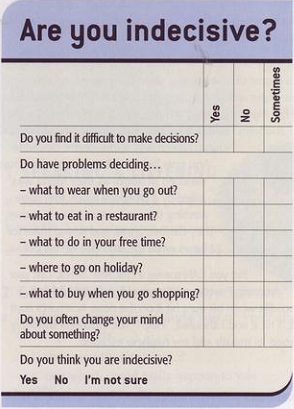 Are you indecisive?
Yes
No
Sometimes
Do you find it difficult to make decisions?
Do have problems deciding...
– what to wear when you go out?
– what to eat in a restaurant?
– what to do in your free time?
– where to go on holiday?
– what to buy when you go shopping?
Do you often change your mind
about something?
Do you think you are indecisive?
Yes No I'm not sure